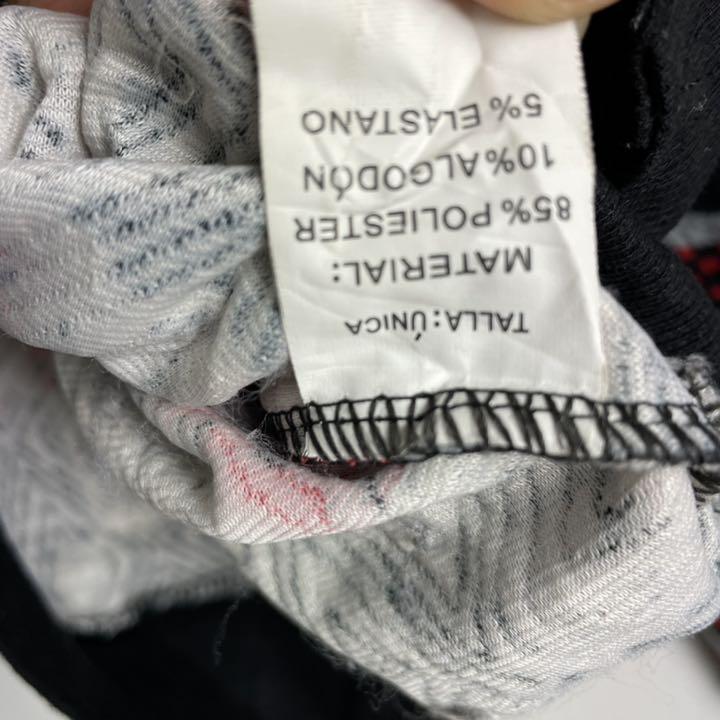 TALLA:ÚNICA
MATERIAL:
85% POLIESTER
10%ALGODÓN
5% ELASTANO